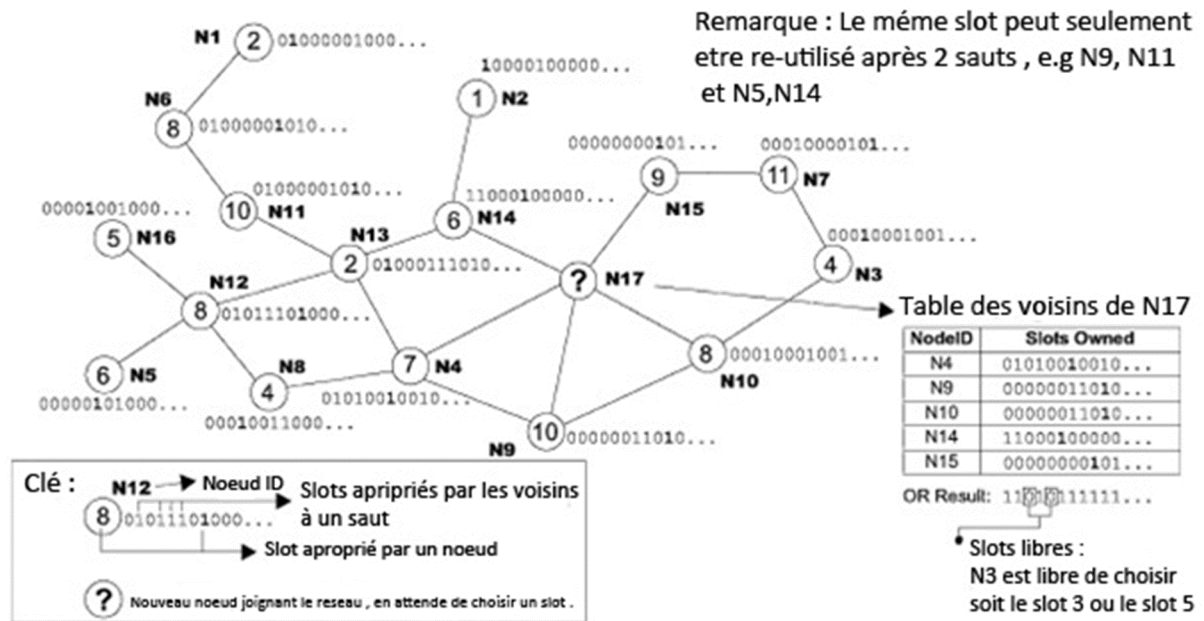 Remarque : Le méme slot peut seulement
etre re-utilisé après 2 sauts , e.g N9, N11
et N5,N14
N1
2
01000001000...
10000100000...
1
N2
N6
8
01000001010...
000000000101...
00010000101...
9
N15
11
N7
01000001010...
10
N11
11000100000...
6
N14
00001001000...
5
N16
N13
2
01000111010...
00010001001...
4
N3
?
N17
N12
8
01011101000...
Table des voisins de N17
NodeID Slots Owned
N4 01010010010...
N9 00000011010...
N10 00000011010...
N14 11000100000...
N15 000000000101...
OR Result: 11010111111...
Slots libres :
N3 est libre de choisir
soit le slot 3 ou le slot 5
8
00010001001...
N10
7
N4
01010010010...
6
N5
00000101000...
N8
4
00010011000...
10
00000011010...
N9
Clé :
N12
Noeud ID
8
01011101000...
Slots apripriés par les voisins
à un saut
Slot aproprié par un noeud
?
Nouveau noeud joignant le reseau , en attende de choisir un slot .